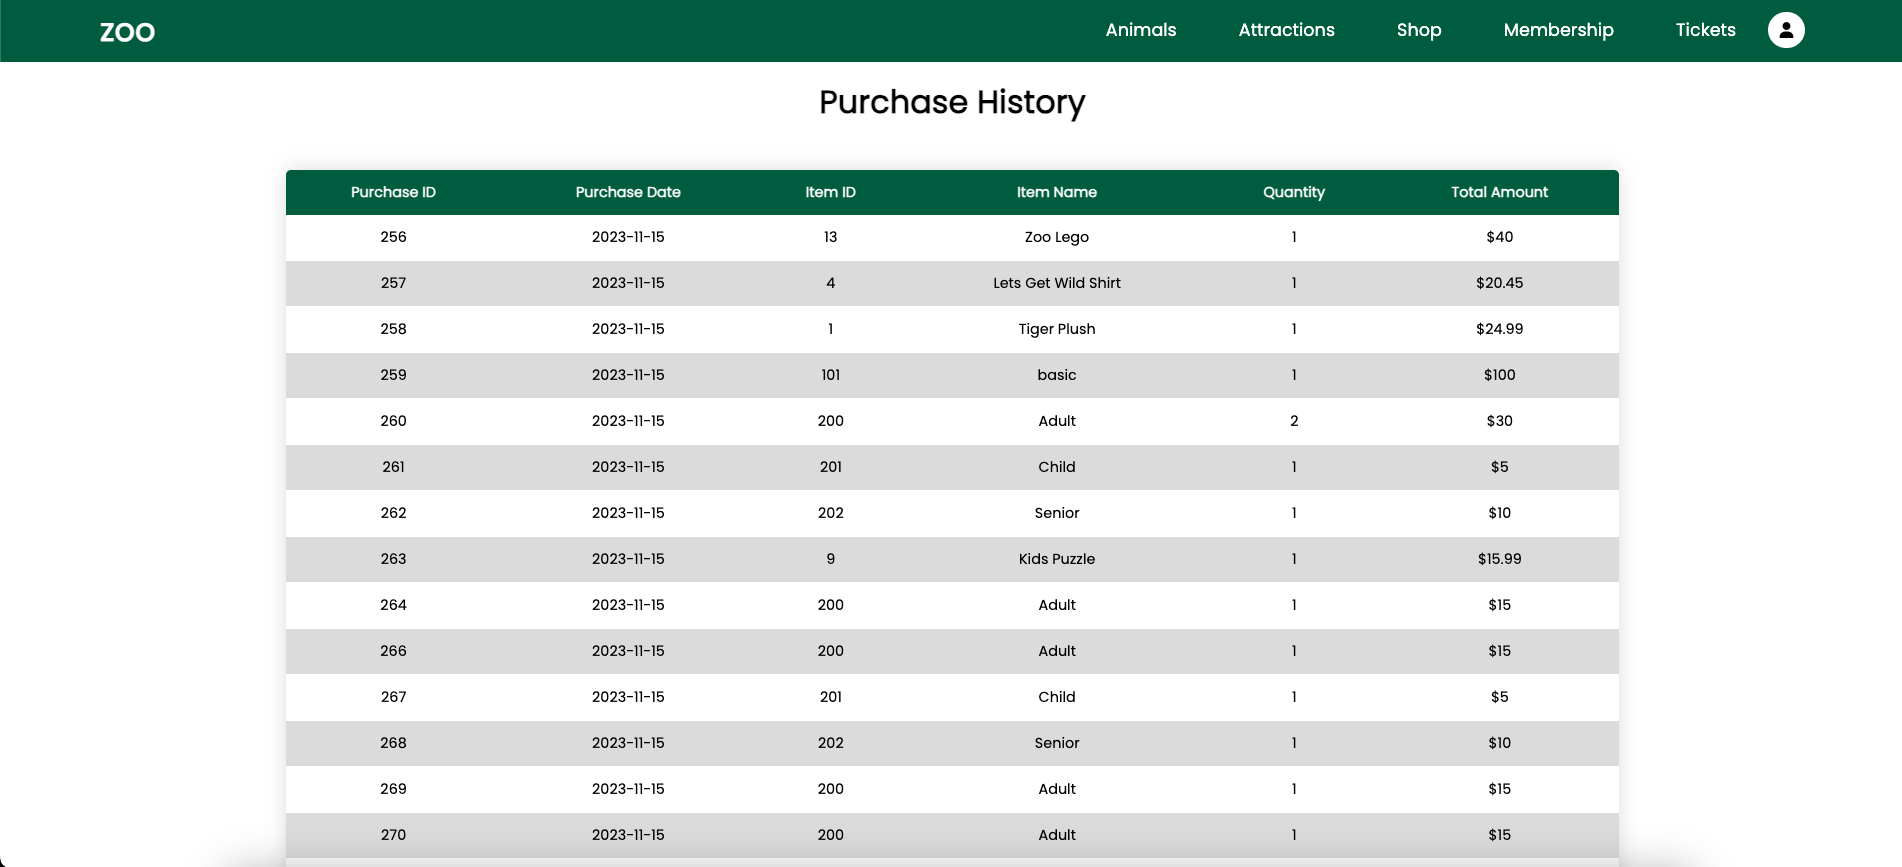 ZOO Animals Attractions Shop Membership Tickets
Purchase History
Purchase ID Purchase Date Item ID Item Name Quantity Total Amount
256 2023-11-15 13 Zoo Lego 1 $40
257 2023-11-15 4 Lets Get Wild Shirt 1 $20.45
258 2023-11-15 1 Tiger Plush 1 $24.99
259 2023-11-15 101 basic 1 $100
260 2023-11-15 200 Adult 2 $30
261 2023-11-15 201 Child 1 $5
262 2023-11-15 202 Senior 1 $10
263 2023-11-15 9 Kids Puzzle 1 $15.99
264 2023-11-15 200 Adult 1 $15
266 2023-11-15 200 Adult 1 $15
267 2023-11-15 201 Child 1 $5
268 2023-11-15 202 Senior 1 $10
269 2023-11-15 200 Adult 1 $15
270 2023-11-15 200 Adult 1 $15